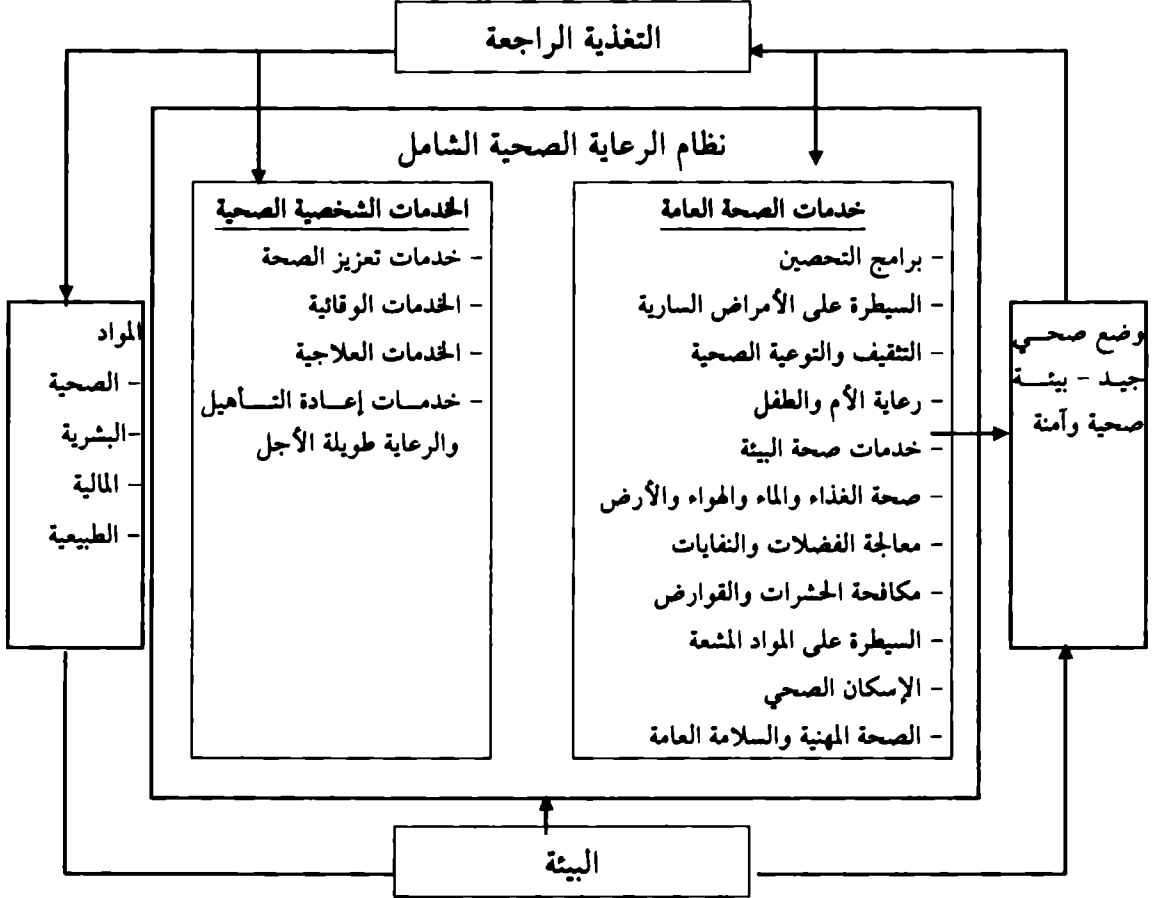 التغذية الراجعة
نظام الرعاية الصحية الشامل
خدمات الصحة العامة
- برامج التحصين
- السيطرة على الأمراض السارية
- التثقيف والتوعية الصحية
- رعاية الأم والطفل
- خدمات صحة البيئة
- صحة الغذاء والماء والهواء والأرض
- معالجة الفضلات والنفايات
- مكافحة الحشرات والقوارض
- السيطرة على المواد المشعة
- الإسكان الصحي
- الصحة المهنية والسلامة العامة
الخدمات الشخصية الصحية
- خدمات تعزيز الصحة
- الخدمات الوقائية
- الخدمات العلاجية
- خدمات إعادة التأهيل
والرعاية طويلة الأجل
وضع صحي
جيد - بيئة
صحية وآمنة
المواد
- الصحية
-البشرية
- المالية
- الطبيعية
البيئة